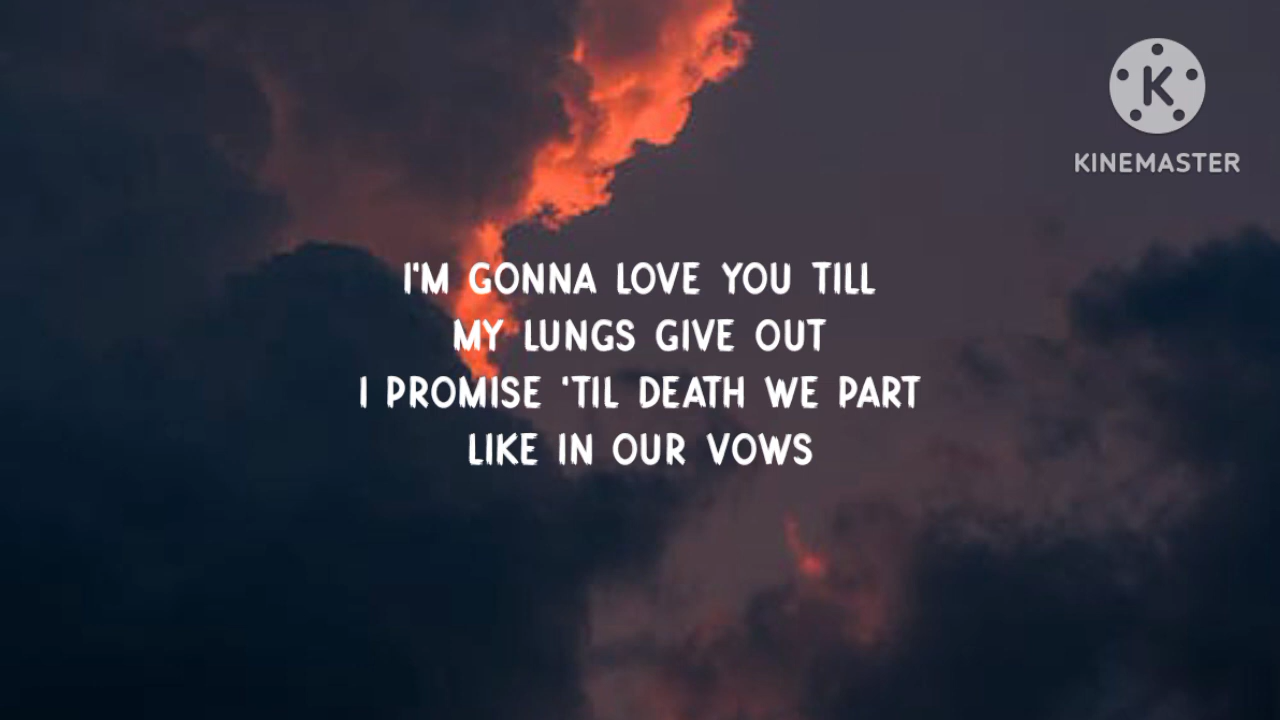 K
KINEMASTER
I'M GONNA LOVE YOU TILL
MY LUNGS GIVE OUT
I PROMISE 'TIL DEATH WE PART
LIKE IN OUR VOWS